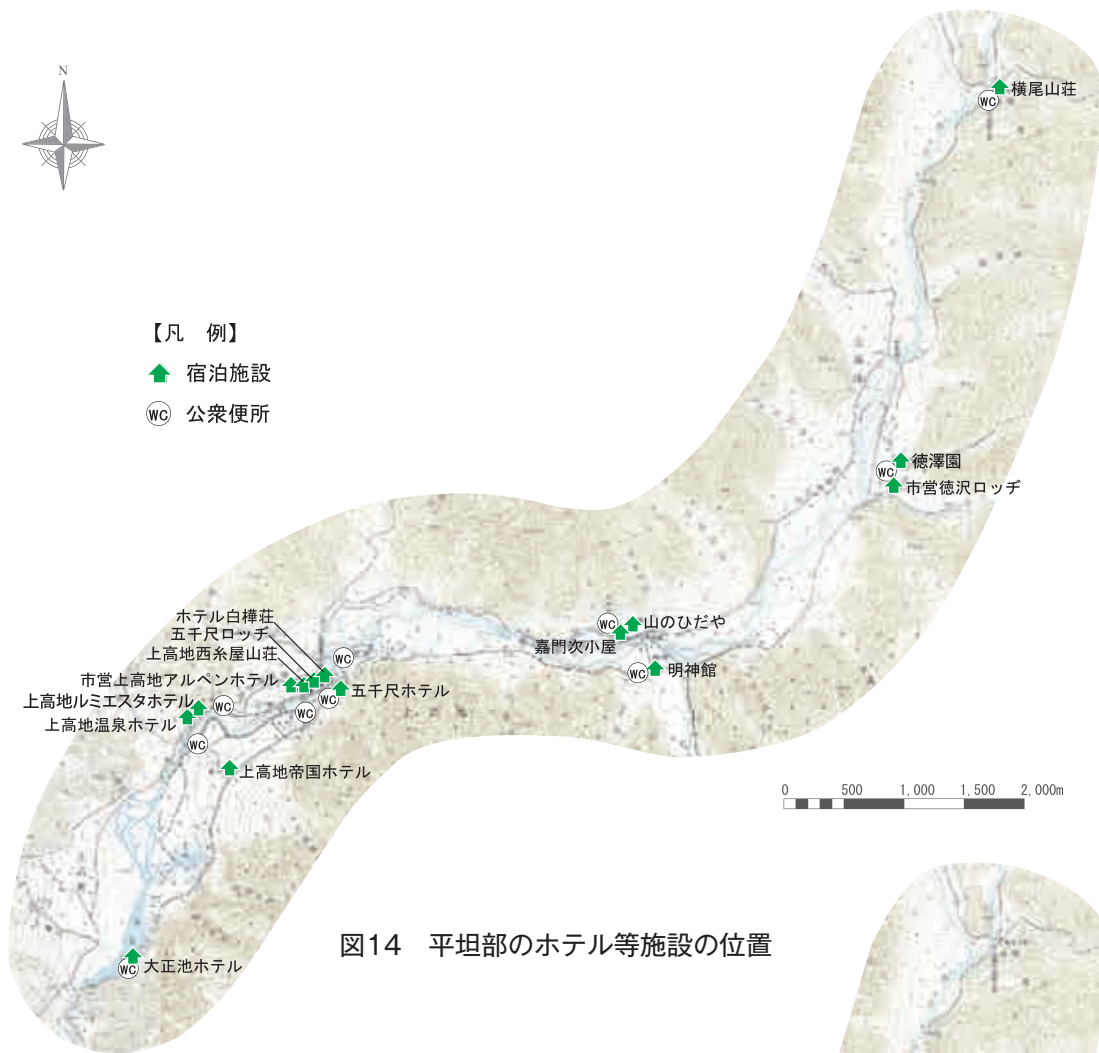 N
WC
横尾山荘
【凡　例】
宿泊施設
WC 公衆便所
WC
徳澤園
市営徳沢ロッヂ
ホテル白樺荘
五千尺ロッヂ
上高地西糸屋山荘
市営上高地アルペンホテル
上高地ルミエスタホテル
上高地温泉ホテル
WC
WC
WC
WC
WC
五千尺ホテル
上高地帝国ホテル
WC
山のひだや
嘉門次小屋
WC
明神館
0 500 1,000 1,500 2,000m
WC
大正池ホテル
図14　平坦部のホテル等施設の位置